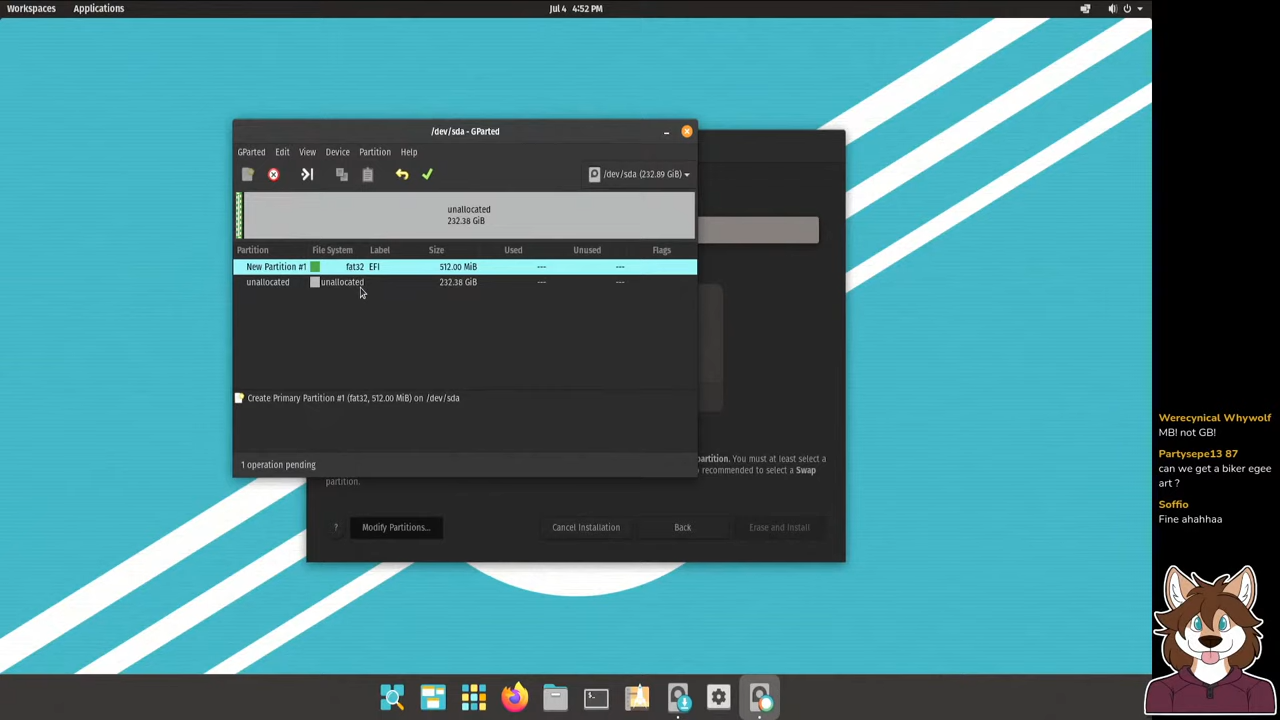 Workspaces Applications Jul 4 4:52 PM
/dev/sda - GParted
GParted Edit View Device Partition Help
/dev/sda (232.89 GiB)
unallocated
232.38 GiB
Partition File System Label Size Used Unused Flags
New Partition #1 fat32 EFI 512.00 MiB --- ---
unallocated unallocated 232.38 GiB --- ---
Create Primary Partition #1 (fat32, 512.00 MiB) on /dev/sda
1 operation pending
partition. You must at least select a
recommended to select a Swap
partition.
? Modify Partitions... Cancel Installation Back Erase and Install
Werecynical Whywolf
MB! not GB!
Partysepe13 87
can we get a biker egee
art ?
Soffio
Fine ahahhaa